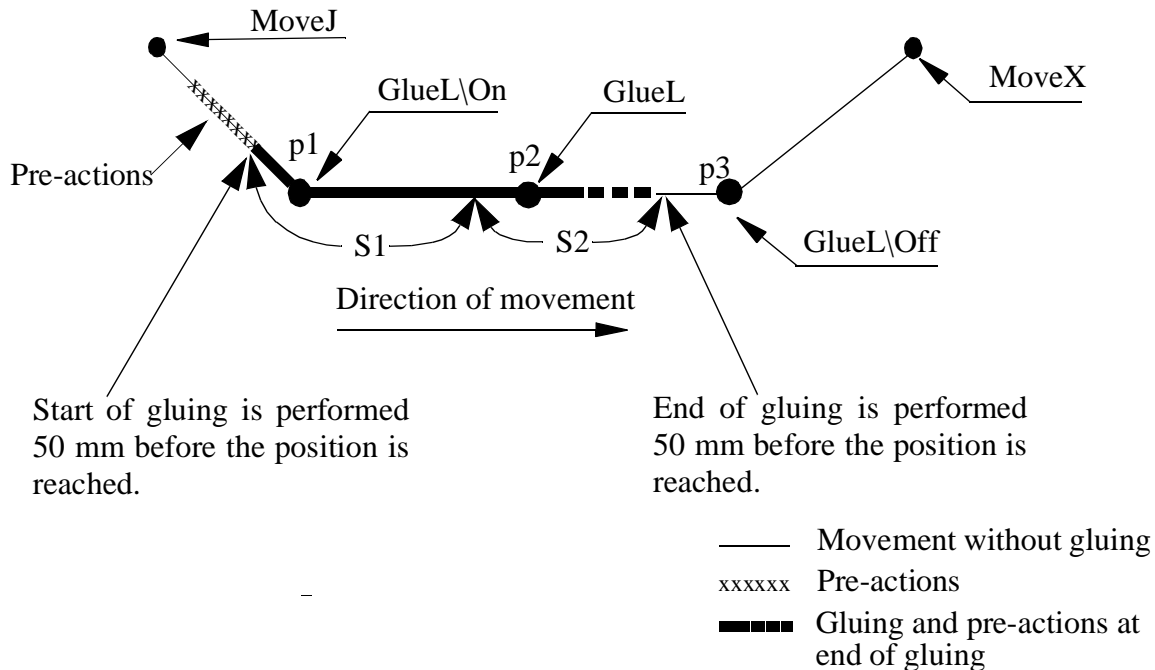 MoveJ
MoveX
GlueL\On
GlueL
xxxxxxxx
p1
p2
p3
Pre-actions
S1
S2
GlueL\Off
Direction of movement
Start of gluing is performed
50 mm before the position is
reached.
End of gluing is performed
50 mm before the position is
reached.
Movement without gluing
xxxxxx Pre-actions
Gluing and pre-actions at
end of gluing